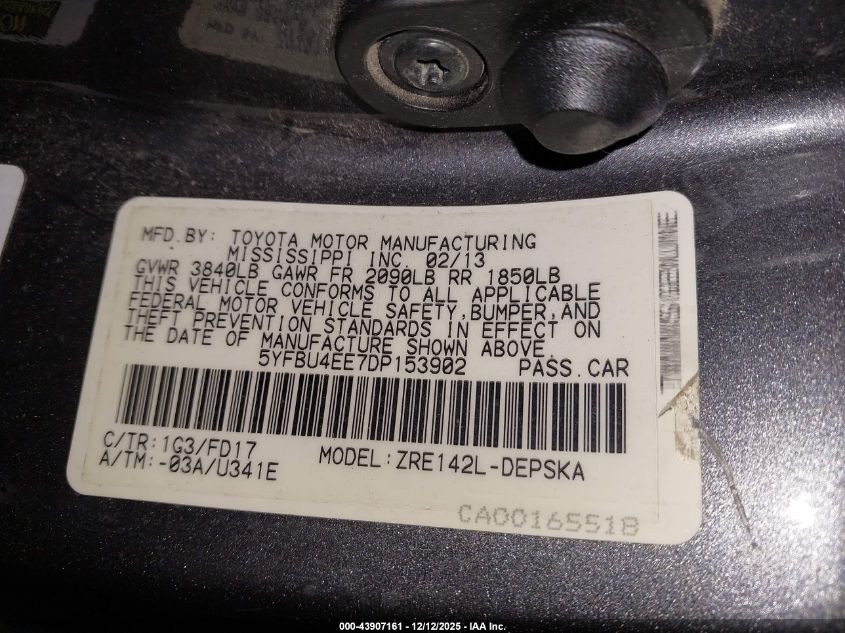 MFD.BY: TOYOTA MOTOR MANUFACTURING
MISSISSIPPI INC. 02/13
GVWR 3840LB GAWR FR 2090LB RR 1850LB
THIS VEHICLE CONFORMS TO ALL APPLICABLE
FEDERAL MOTOR VEHICLE SAFETY,BUMPER,AND
THEFT PREVENTION STANDARDS IN EFFECT ON
THE DATE OF MANUFACTURE SHOWN ABOVE.
5YFBU4EE7DP153902 PASS.CAR
C/TR:1G3/FD17
A/TM:-03A/U341E
MODEL:ZRE142L-DEPSKA
CA00165518
000-43907161 - 12/12/2025 - IAA Inc.